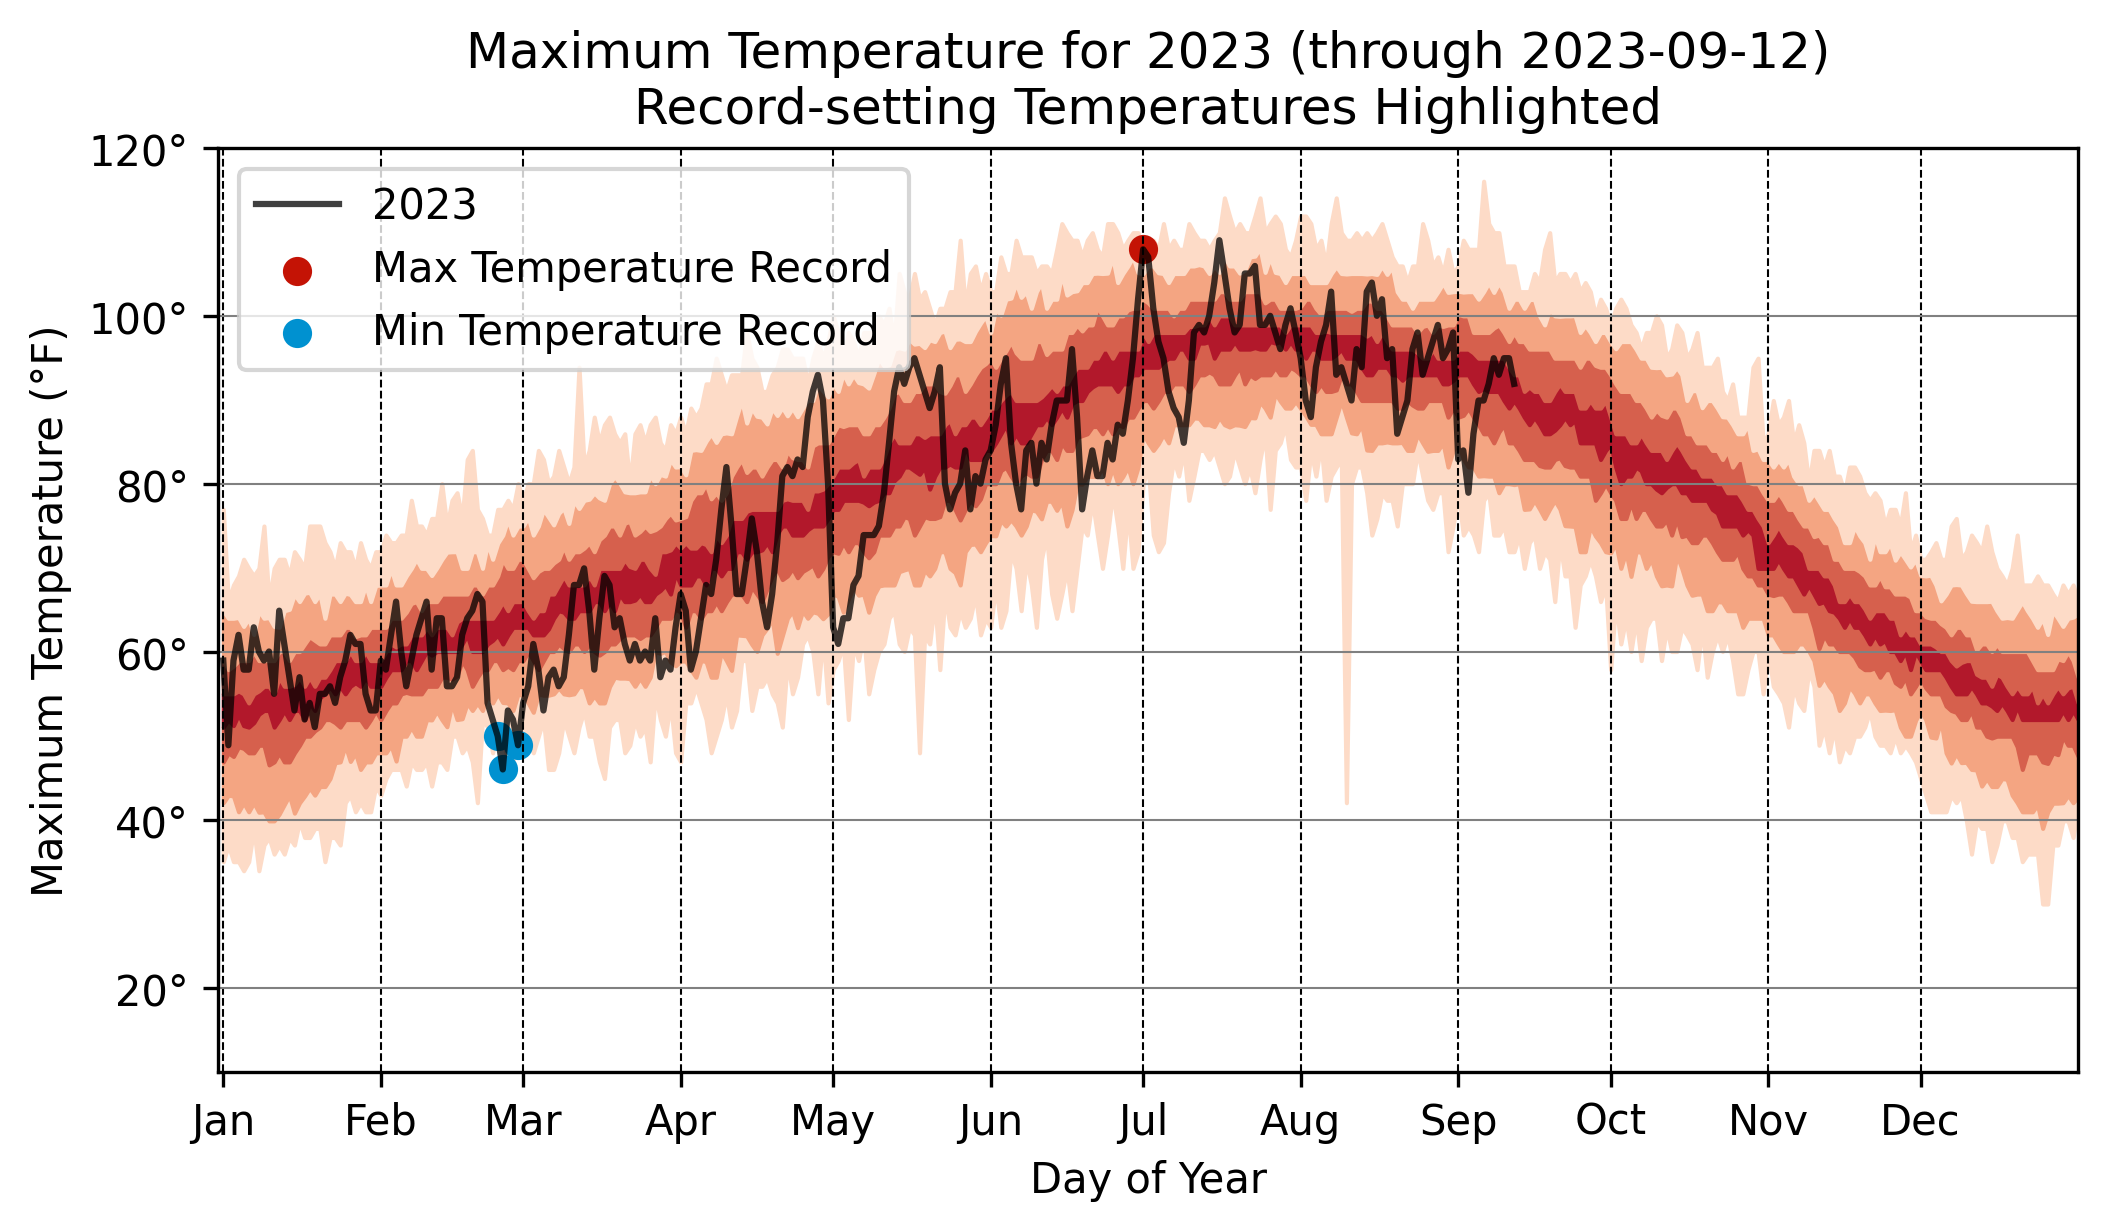 Maximum Temperature for 2023 (through 2023-09-12)
Record-setting Temperatures Highlighted
2023
Max Temperature Record
Min Temperature Record
Maximum Temperature (°F)
120°
100°
80°
60°
40°
20°
Jan Feb Mar Apr May Jun Jul Aug Sep Oct Nov Dec
Day of Year